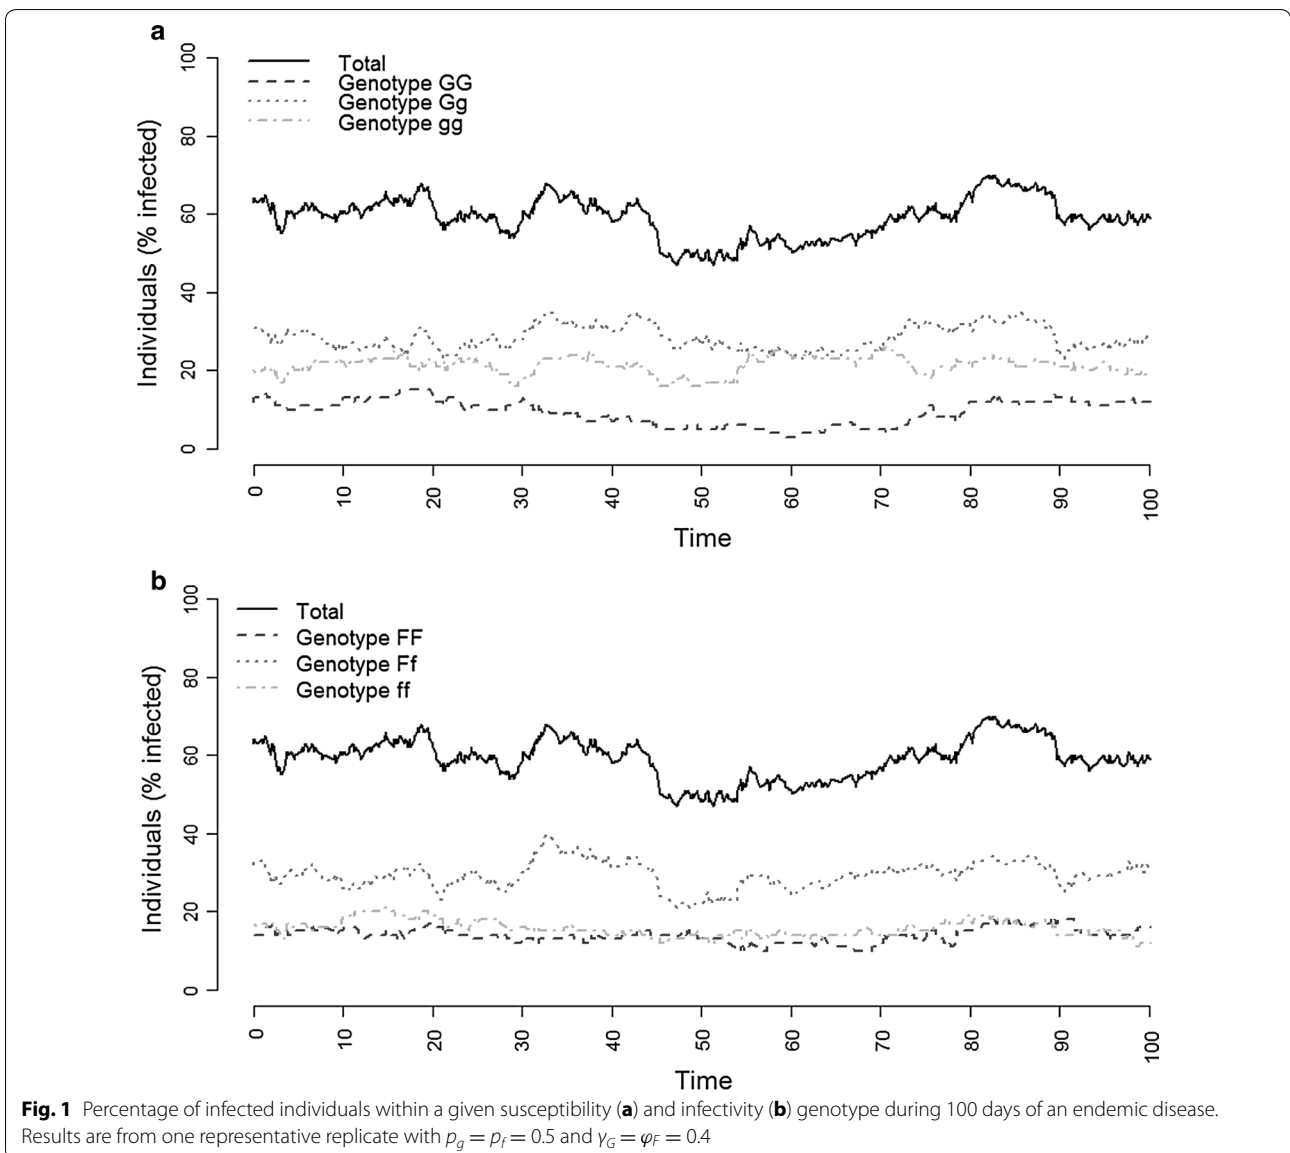 a
Individuals (% infected)
100
80
60
40
20
0
Total
Genotype GG
Genotype Gg
Genotype gg
0 10 20 30 40 50 60 70 80 90 100
Time
b
Individuals (% infected)
100
80
60
40
20
0
Total
Genotype FF
Genotype Ff
Genotype ff
0 10 20 30 40 50 60 70 80 90 100
Time
Fig. 1 Percentage of infected individuals within a given susceptibility (a) and infectivity (b) genotype during 100 days of an endemic disease.
Results are from one representative replicate with p_g = p_f = 0.5 and γ_G = φ_F = 0.4